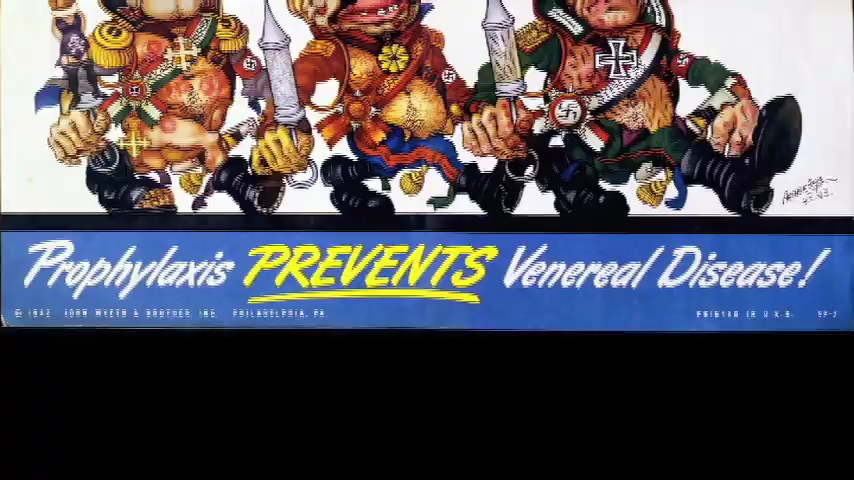 Prophylaxis PREVENTS Venereal Disease!
© 1942 JOHN WYETH & BROTHER, INC. PHILADELPHIA, PA. PRINTED IN U.S.A.